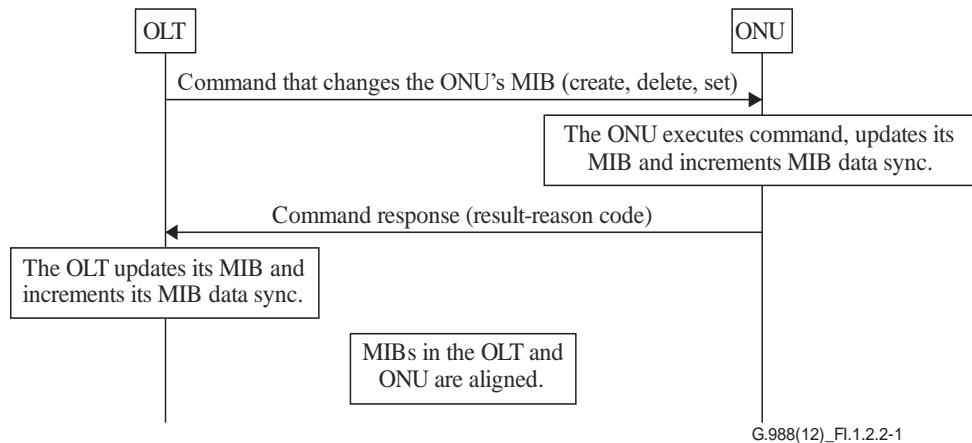 OLT
ONU
Command that changes the ONU's MIB (create, delete, set)
The ONU executes command, updates its
MIB and increments MIB data sync.
Command response (result-reason code)
The OLT updates its MIB and
increments its MIB data sync.
MIBs in the OLT and
ONU are aligned.
G.988(12)_FI.1.2.2-1